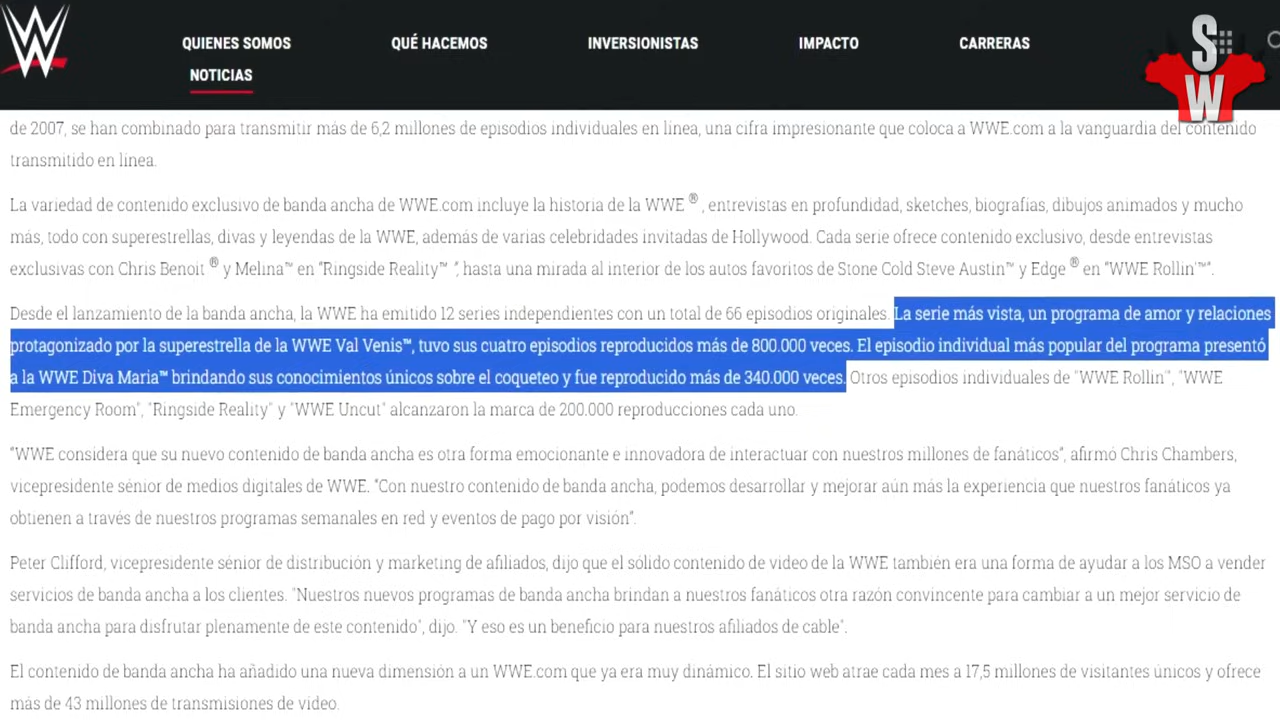 W
QUIENES SOMOS
QUÉ HACEMOS
INVERSIONISTAS
IMPACTO
CARRERAS
NOTICIAS
S
W
de 2007, se han combinado para transmitir más de 6,2 millones de episodios individuales en línea, una cifra impresionante que coloca a WWE.com a la vanguardia del contenido
transmitido en línea.
La variedad de contenido exclusivo de banda ancha de WWE.com incluye la historia de la WWE ® , entrevistas en profundidad, sketches, biografías, dibujos animados y mucho
más, todo con superestrellas, divas y leyendas de la WWE, además de varias celebridades invitadas de Hollywood. Cada serie ofrece contenido exclusivo, desde entrevistas
exclusivas con Chris Benoit ® y Melina™ en “Ringside Reality™ ”, hasta una mirada al interior de los autos favoritos de Stone Cold Steve Austin™ y Edge ® en “WWE Rollin'™”.
Desde el lanzamiento de la banda ancha, la WWE ha emitido 12 series independientes con un total de 66 episodios originales. La serie más vista, un programa de amor y relaciones
protagonizado por la superestrella de la WWE Val Venis™, tuvo sus cuatro episodios reproducidos más de 800.000 veces. El episodio individual más popular del programa presentó
a la WWE Diva Maria™ brindando sus conocimientos únicos sobre el coqueteo y fue reproducido más de 340.000 veces. Otros episodios individuales de "WWE Rollin'", "WWE
Emergency Room", "Ringside Reality" y "WWE Uncut" alcanzaron la marca de 200.000 reproducciones cada uno.
“WWE considera que su nuevo contenido de banda ancha es otra forma emocionante e innovadora de interactuar con nuestros millones de fanáticos”, afirmó Chris Chambers,
vicepresidente sénior de medios digitales de WWE. “Con nuestro contenido de banda ancha, podemos desarrollar y mejorar aún más la experiencia que nuestros fanáticos ya
obtienen a través de nuestros programas semanales en red y eventos de pago por visión”.
Peter Clifford, vicepresidente sénior de distribución y marketing de afiliados, dijo que el sólido contenido de video de la WWE también era una forma de ayudar a los MSO a vender
servicios de banda ancha a los clientes. "Nuestros nuevos programas de banda ancha brindan a nuestros fanáticos otra razón convincente para cambiar a un mejor servicio de
banda ancha para disfrutar plenamente de este contenido", dijo. "Y eso es un beneficio para nuestros afiliados de cable".
El contenido de banda ancha ha añadido una nueva dimensión a un WWE.com que ya era muy dinámico. El sitio web atrae cada mes a 17,5 millones de visitantes únicos y ofrece
más de 43 millones de transmisiones de vídeo.